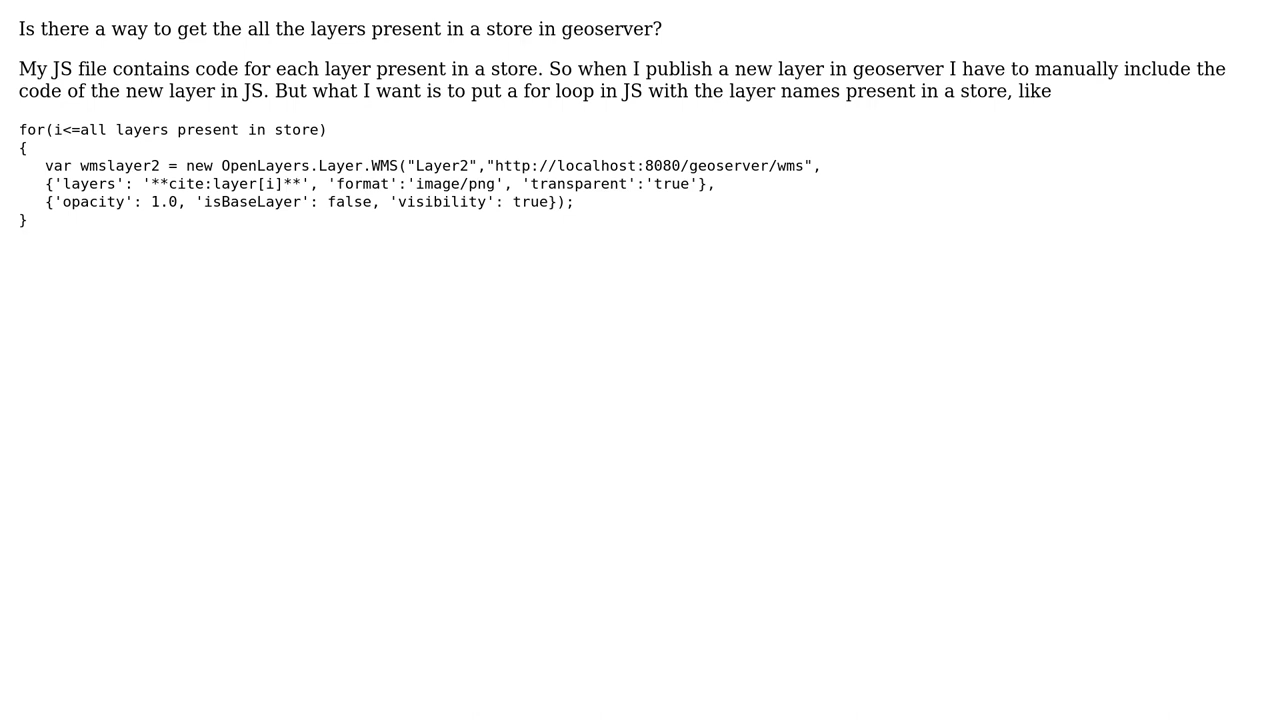 Is there a way to get the all the layers present in a store in geoserver?
My JS file contains code for each layer present in a store. So when I publish a new layer in geoserver I have to manually include the
code of the new layer in JS. But what I want is to put a for loop in JS with the layer names present in a store, like
for(i<=all layers present in store)
{
   var wmslayer2 = new OpenLayers.Layer.WMS("Layer2","http://localhost:8080/geoserver/wms",
   {'layers': '**cite:layer[i]**', 'format':'image/png', 'transparent':'true'},
   {'opacity': 1.0, 'isBaseLayer': false, 'visibility': true});
}